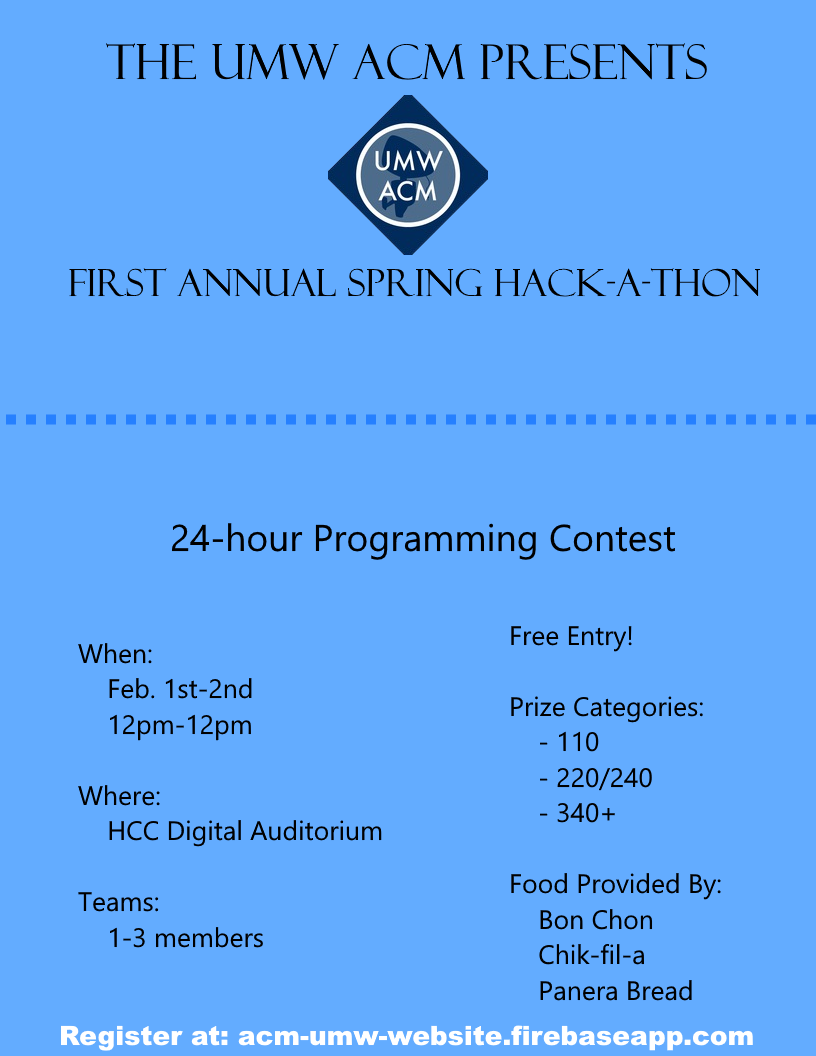 THE UMW ACM PRESENTS
UMW
ACM
FIRST ANNUAL SPRING HACK-A-THON
24-hour Programming Contest
When:
Feb. 1st-2nd
12pm-12pm
Where:
HCC Digital Auditorium
Teams:
1-3 members
Free Entry!
Prize Categories:
- 110
- 220/240
- 340+
Food Provided By:
Bon Chon
Chik-fil-a
Panera Bread
Register at: acm-umw-website.firebaseapp.com